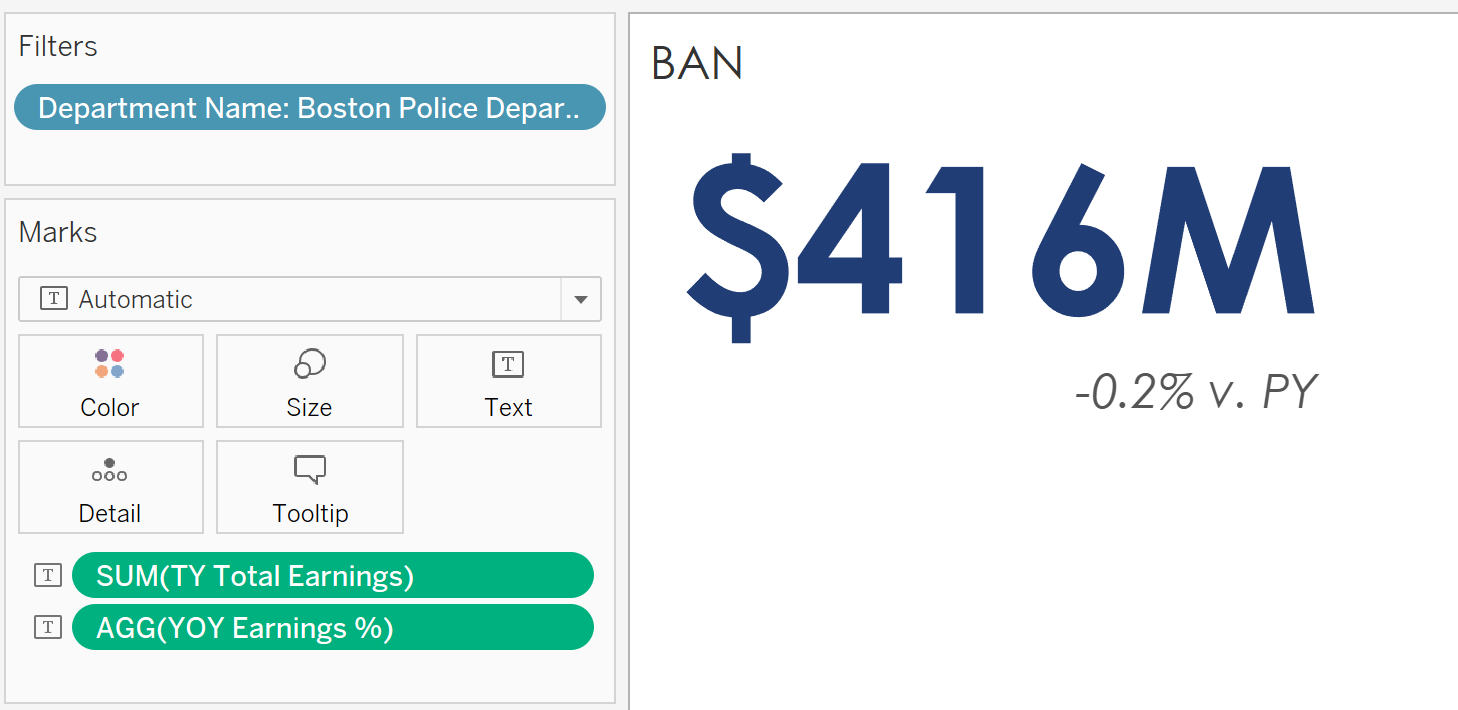 Filters
Department Name: Boston Police Depar..
Marks
T Automatic
Color
Size
T
Text
Detail
Tooltip
T SUM(TY Total Earnings)
T AGG(YOY Earnings %)
BAN
$416M
-0.2% v. PY